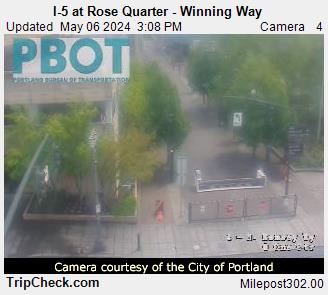 I-5 at Rose Quarter - Winning Way
Updated May 06 2024 3:08 PM Camera 4
PBOT
PORTLAND BUREAU OF TRANSPORTATION
Camera courtesy of the City of Portland
TripCheck.com Milepost302.00